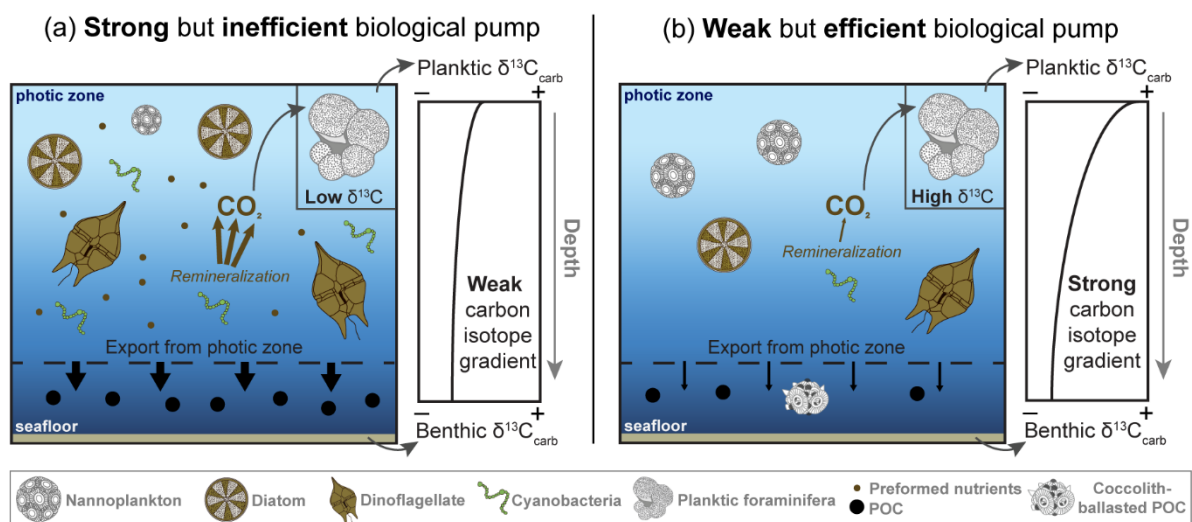 (a) Strong but inefficient biological pump
Planktic δ¹³Ccarb
− +
photic zone
Low δ¹³C
CO₂
Remineralization
Weak
carbon
isotope
gradient
Depth
Export from photic zone
seafloor
− +
Benthic δ¹³Ccarb
(b) Weak but efficient biological pump
Planktic δ¹³Ccarb
− +
photic zone
High δ¹³C
CO₂
Remineralization
Strong
carbon
isotope
gradient
Depth
Export from photic zone
seafloor
− +
Benthic δ¹³Ccarb
Nannoplankton
Diatom
Dinoflagellate
Cyanobacteria
Planktic foraminifera
Preformed nutrients
POC
Coccolith-
ballasted POC